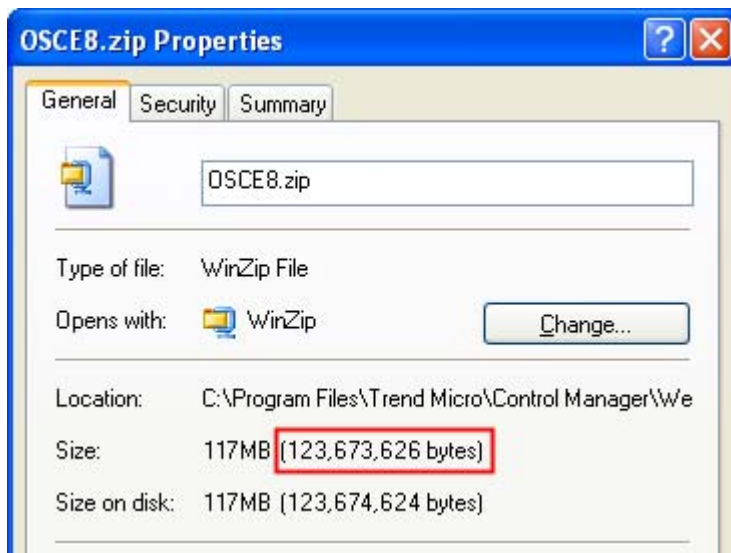 OSCE8.zip Properties
General Security Summary
OSCE8.zip
Type of file: WinZip File
Opens with: WinZip Change...
Location: C:\Program Files\Trend Micro\Control Manager\We
Size: 117MB (123,673,626 bytes)
Size on disk: 117MB (123,674,624 bytes)